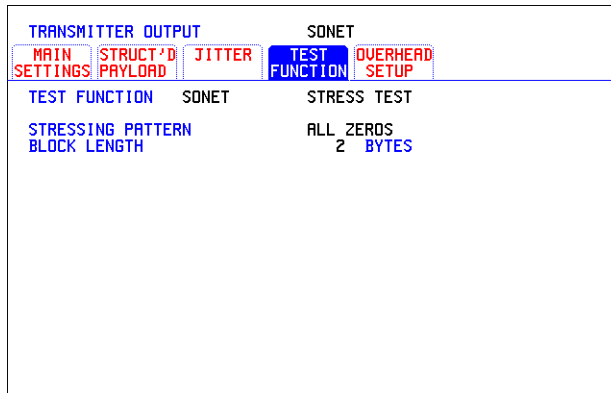 TRANSMITTER OUTPUT SONET
MAIN SETTINGS STRUCT'D PAYLOAD JITTER TEST FUNCTION OVERHEAD SETUP
TEST FUNCTION SONET STRESS TEST
STRESSING PATTERN ALL ZEROS
BLOCK LENGTH 2 BYTES